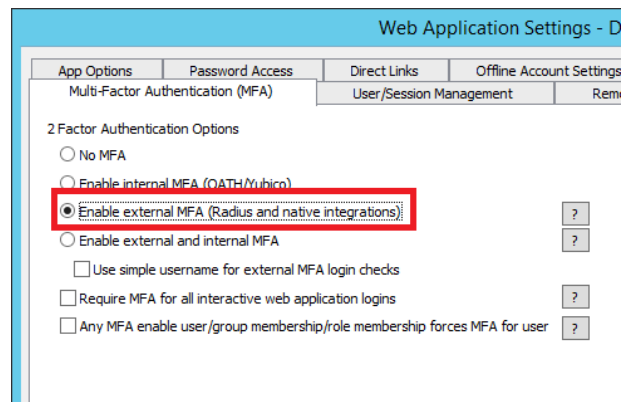 Web Application Settings - D
App Options Password Access Direct Links Offline Account Settings
Multi-Factor Authentication (MFA) User/Session Management Rem
2 Factor Authentication Options
No MFA
Enable internal MFA (OATH/Yubico)
Enable external MFA (Radius and native integrations) ?
Enable external and internal MFA ?
Use simple username for external MFA login checks
Require MFA for all interactive web application logins ?
Any MFA enable user/group membership/role membership forces MFA for user ?